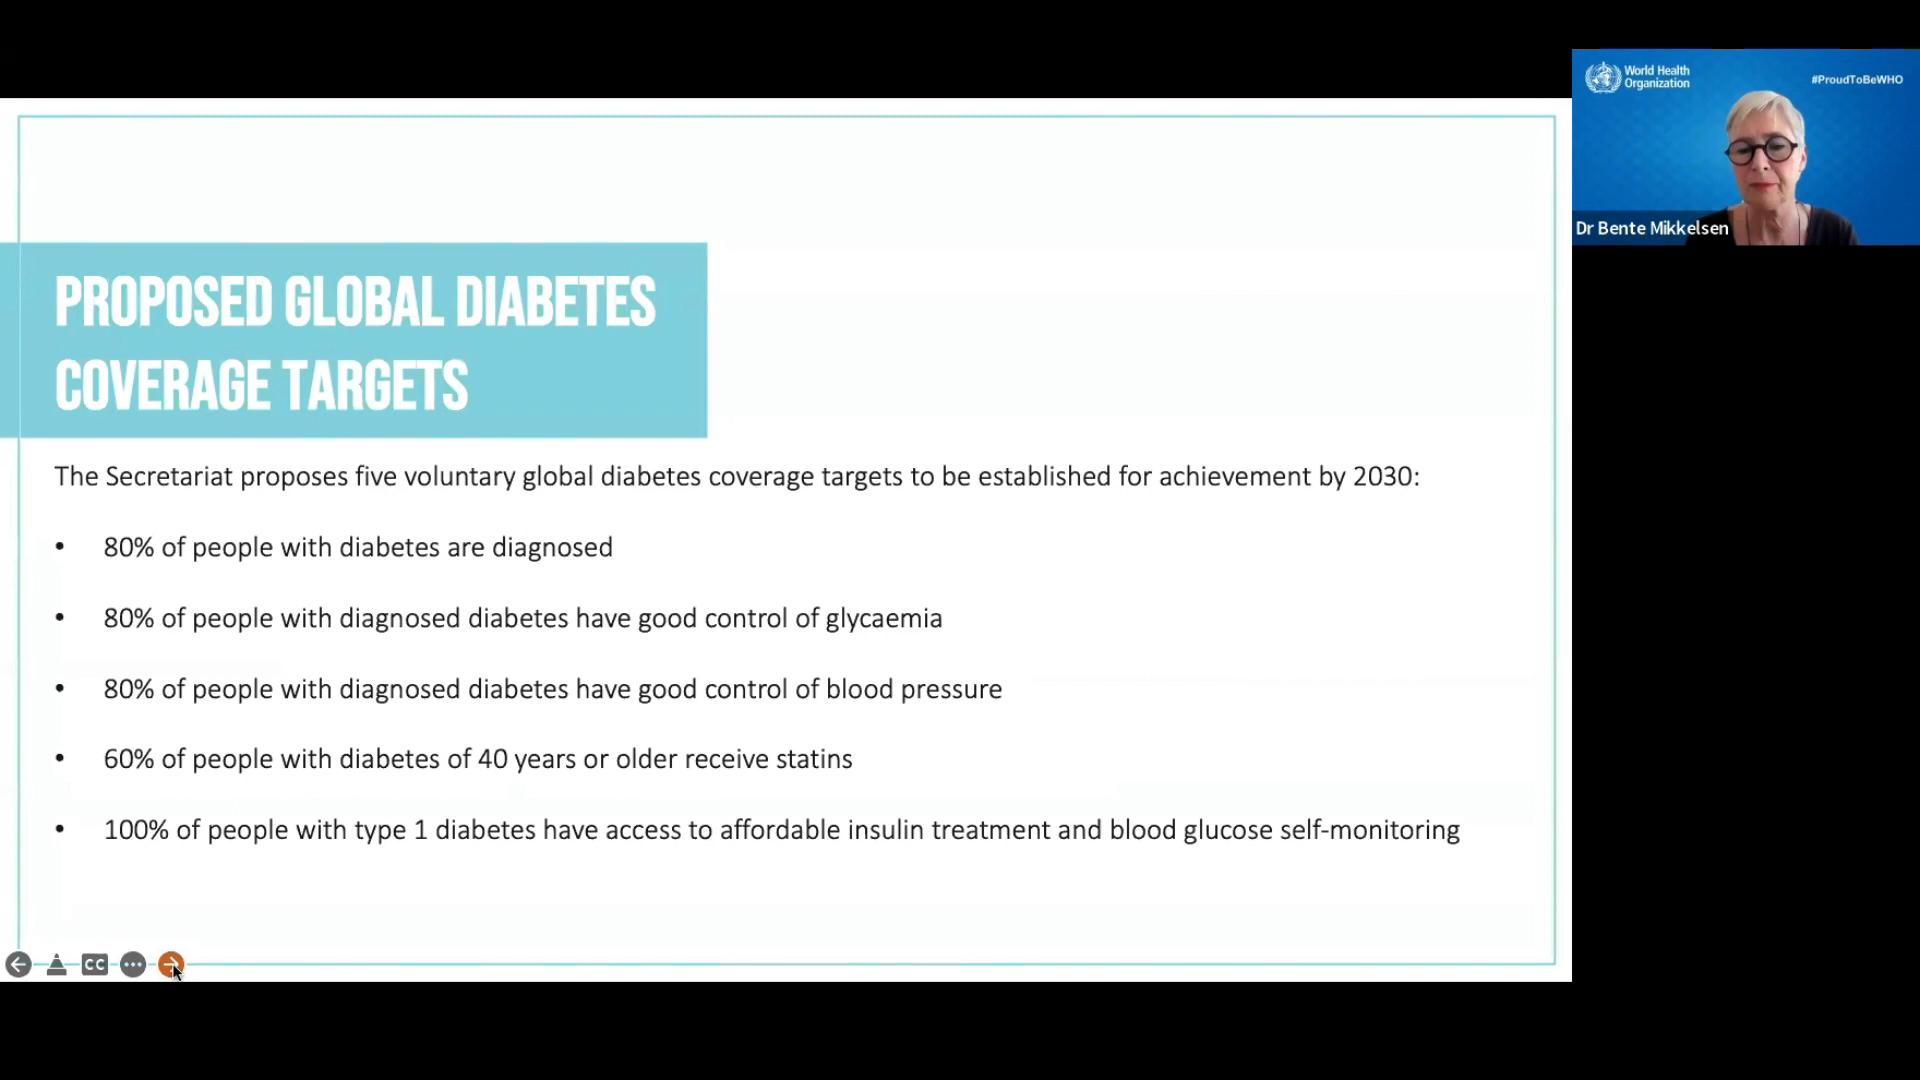 World Health
Organization
#ProudToBeWHO
Dr Bente Mikkelsen
PROPOSED GLOBAL DIABETES
COVERAGE TARGETS
The Secretariat proposes five voluntary global diabetes coverage targets to be established for achievement by 2030:
• 80% of people with diabetes are diagnosed
• 80% of people with diagnosed diabetes have good control of glycaemia
• 80% of people with diagnosed diabetes have good control of blood pressure
• 60% of people with diabetes of 40 years or older receive statins
• 100% of people with type 1 diabetes have access to affordable insulin treatment and blood glucose self-monitoring
CC